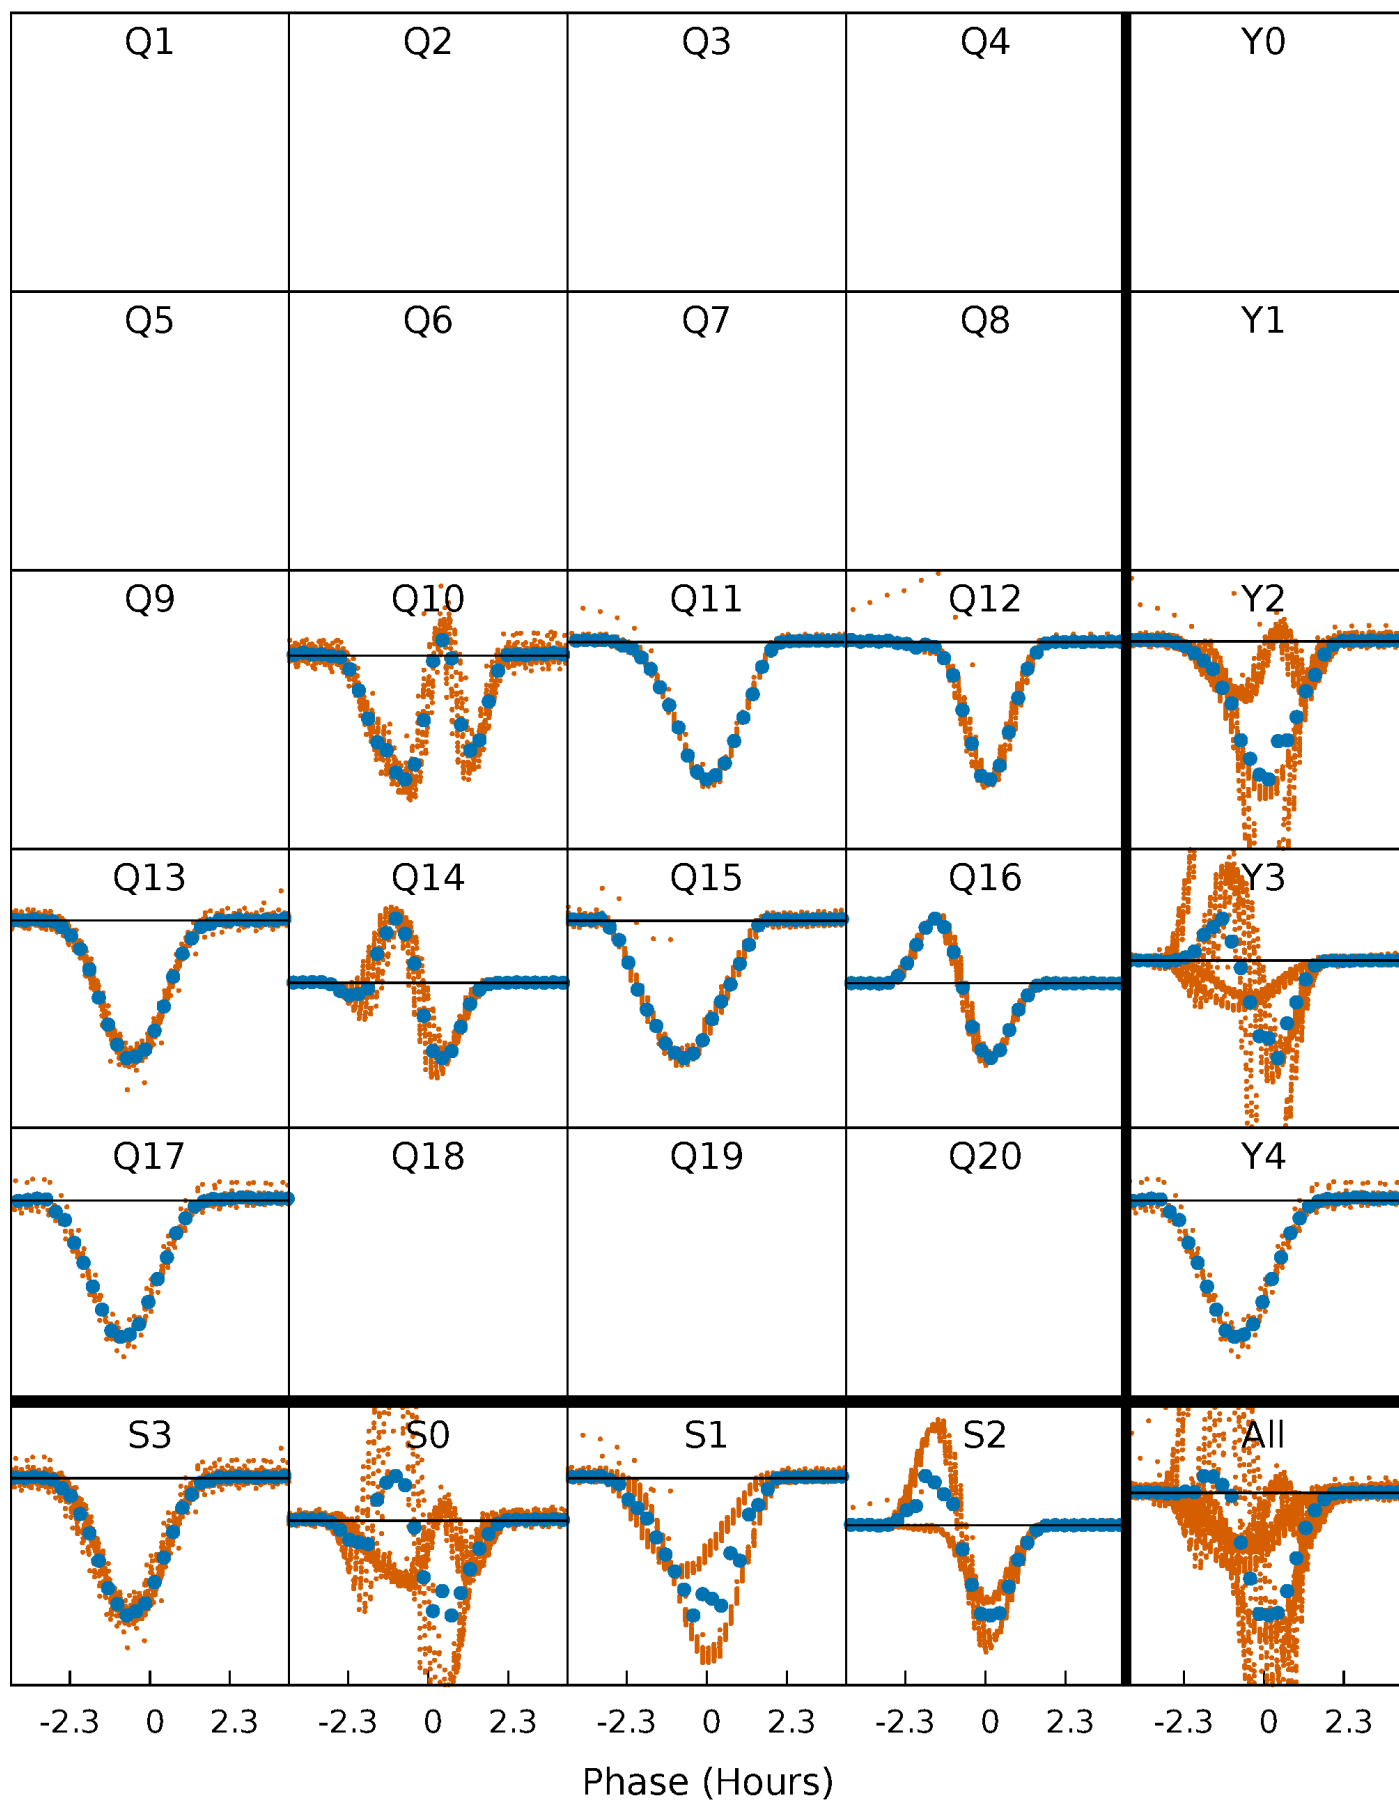 Q1 Q2 Q3 Q4 Y0
Q5 Q6 Q7 Q8 Y1
Q9 Q10 Q11 Q12 Y2
Q13 Q14 Q15 Q16 Y3
Q17 Q18 Q19 Q20 Y4
S3 S0 S1 S2 All
-2.3 0 2.3 -2.3 0 2.3 -2.3 0 2.3 -2.3 0 2.3 -2.3 0 2.3
Phase (Hours)